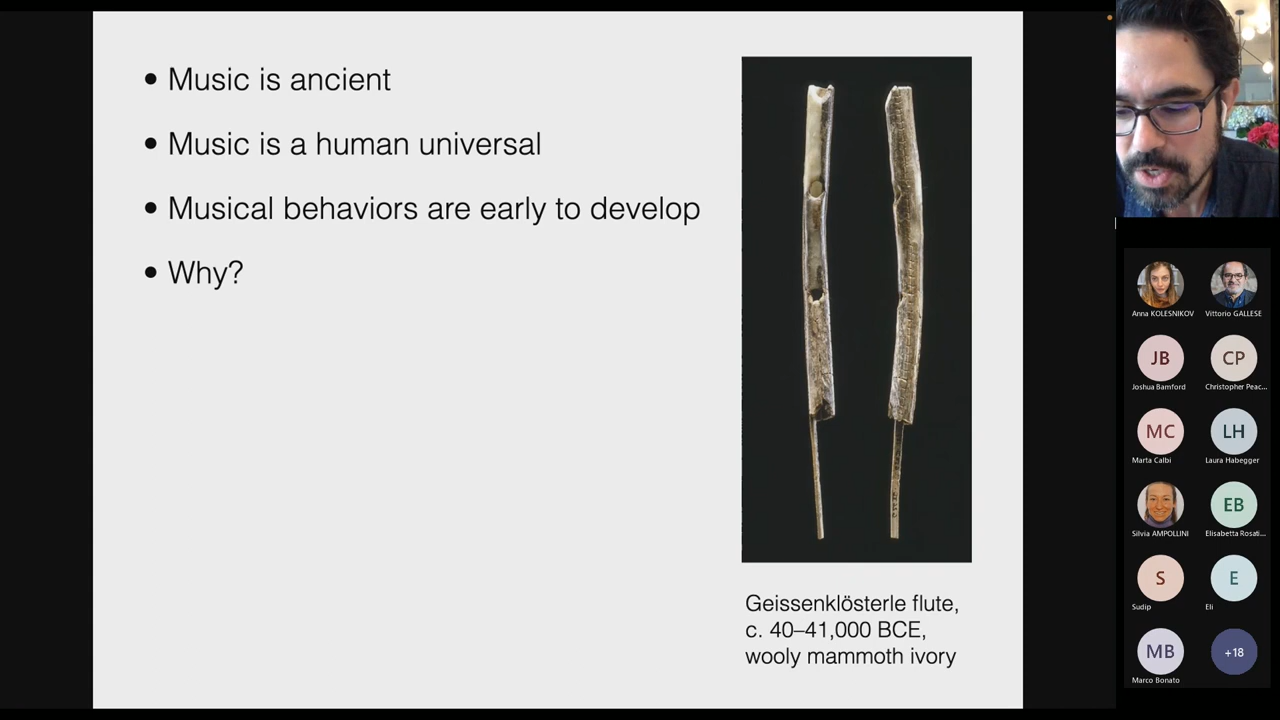 • Music is ancient
• Music is a human universal
• Musical behaviors are early to develop
• Why?
Geissenklösterle flute,
c. 40–41,000 BCE,
wooly mammoth ivory
Anna KOLESNIKOV
Vittorio GALLESE
JB
CP
Joshua Bamford
Christopher Peac...
MC
LH
Marta Calbi
Laura Habegger
EB
Silvia AMPOLLINI
Elisabetta Rosati...
S
E
Sudip
Eli
MB
+18
Marco Bonato